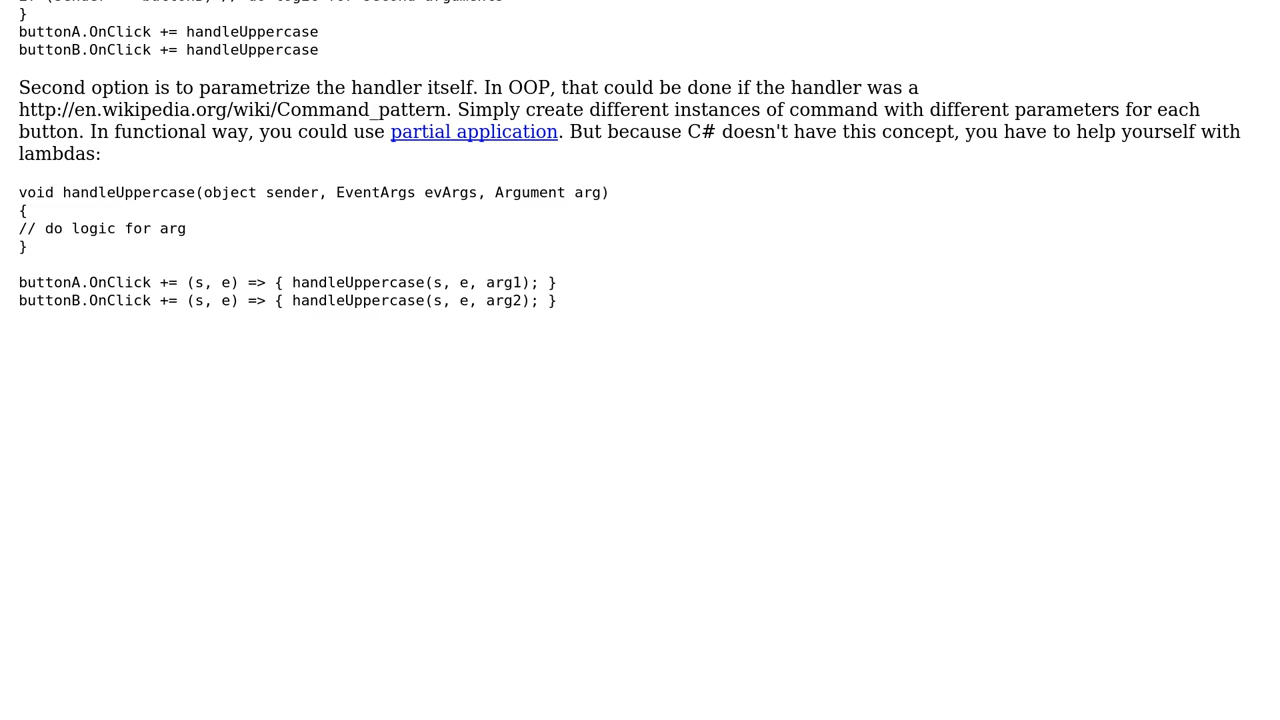 }
buttonA.OnClick += handleUppercase
buttonB.OnClick += handleUppercase
Second option is to parametrize the handler itself. In OOP, that could be done if the handler was a
http://en.wikipedia.org/wiki/Command_pattern. Simply create different instances of command with different parameters for each
button. In functional way, you could use partial application. But because C# doesn't have this concept, you have to help yourself with
lambdas:
void handleUppercase(object sender, EventArgs evArgs, Argument arg)
{
// do logic for arg
}
buttonA.OnClick += (s, e) => { handleUppercase(s, e, arg1); }
buttonB.OnClick += (s, e) => { handleUppercase(s, e, arg2); }